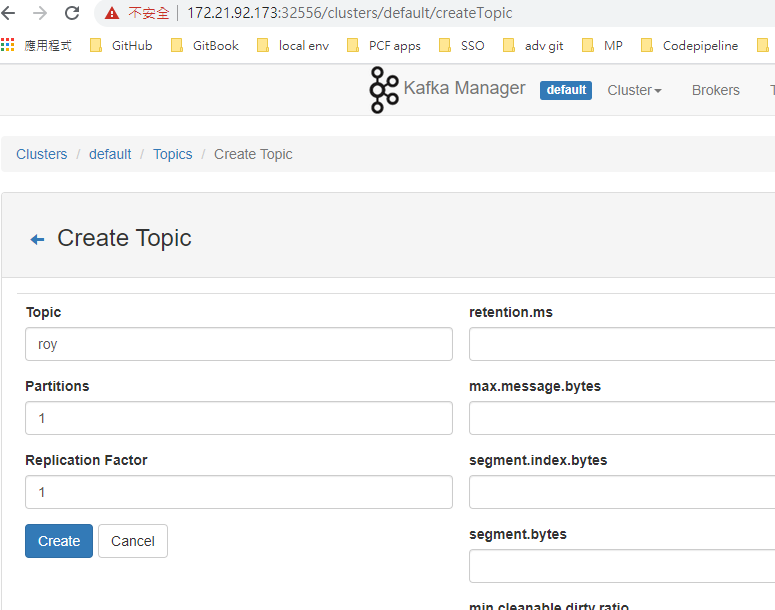 不安全 172.21.92.173:32556/clusters/default/createTopic
應用程式 GitHub GitBook local env PCF apps SSO adv git MP Codepipeline
Kafka Manager default Cluster Brokers
Clusters / default / Topics / Create Topic
Create Topic
Topic
roy
Partitions
1
Replication Factor
1
Create Cancel
retention.ms
max.message.bytes
segment.index.bytes
segment.bytes
min.cleanable.dirty.ratio